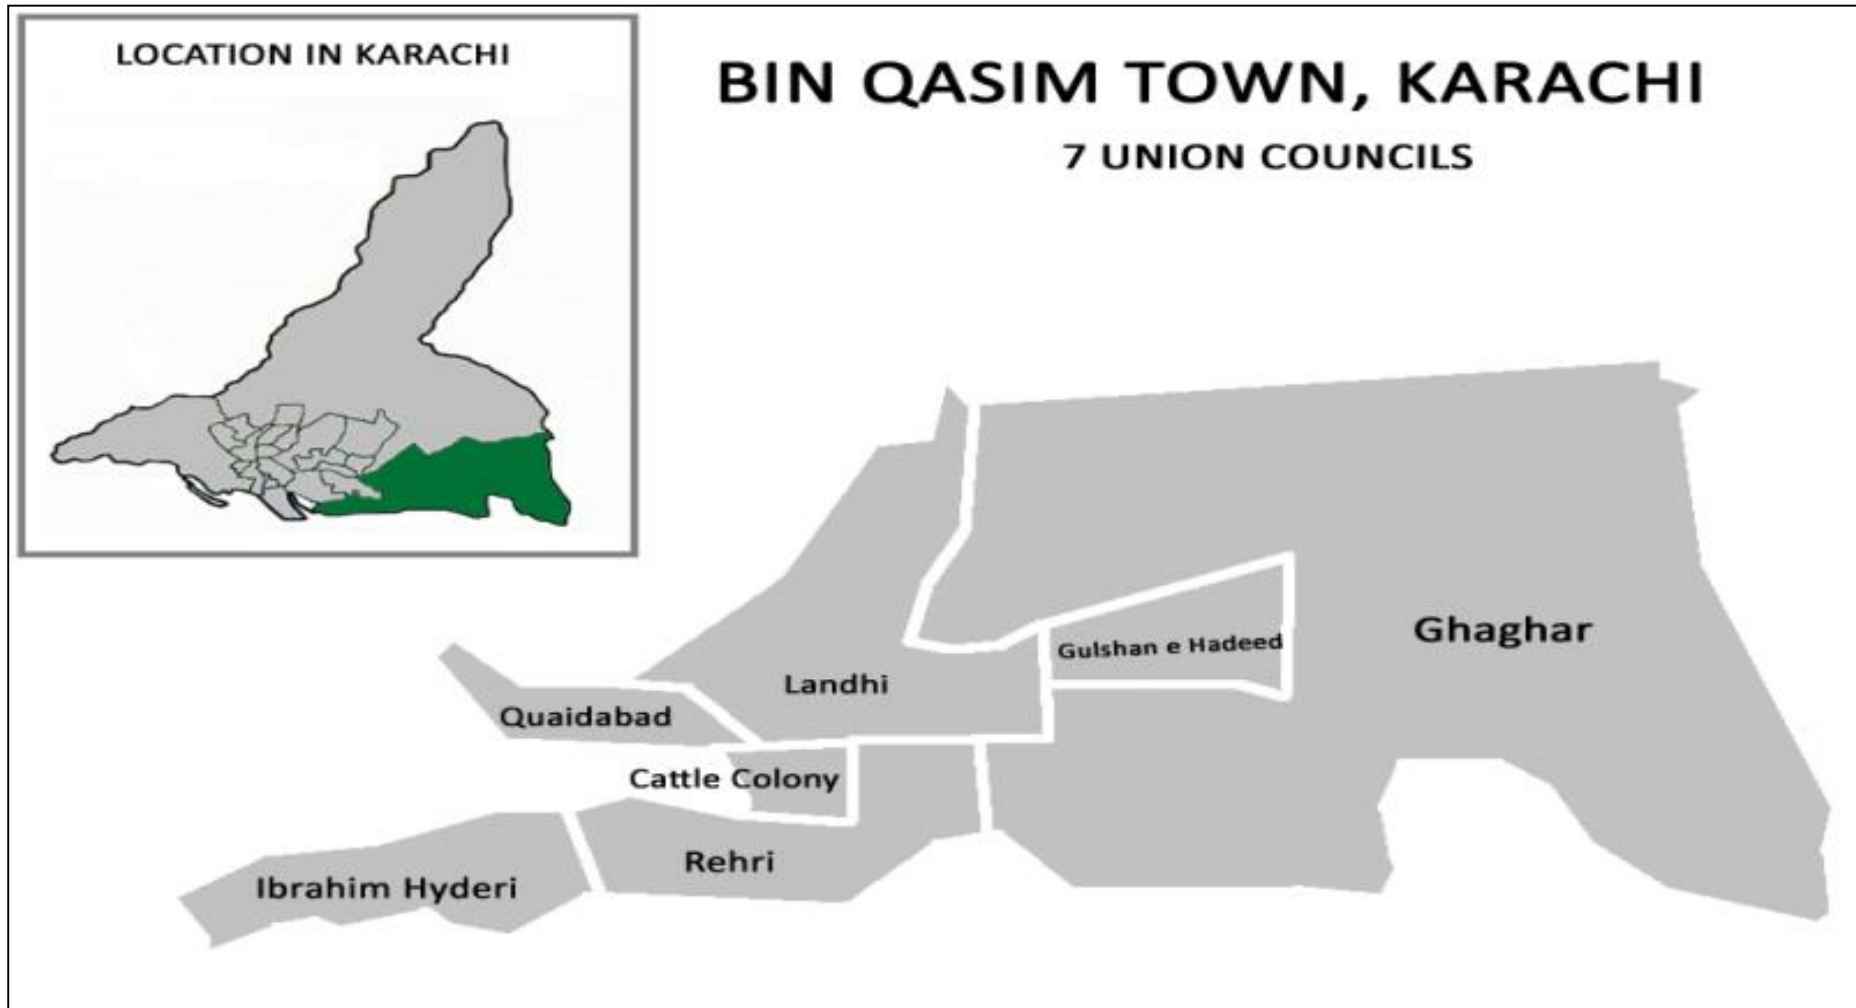 LOCATION IN KARACHI
BIN QASIM TOWN, KARACHI
7 UNION COUNCILS
Ghaghar
Gulshan e Hadeed
Landhi
Quaidabad
Cattle Colony
Rehri
Ibrahim Hyderi